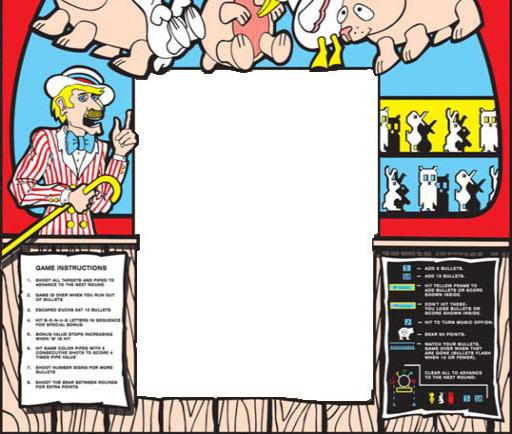 GAME INSTRUCTIONS
1. SHOOT ALL TARGETS AND PIPES TO
ADVANCE TO THE NEXT ROUND
2. GAME IS OVER WHEN YOU RUN OUT
OF BULLETS
3. ESCAPED DUCKS EAT 10 BULLETS
4. HIT B-O-N-U-S LETTERS IN SEQUENCE
FOR SPECIAL BONUS
5. BONUS VALUE STOPS INCREASING
WHEN "B" IS HIT
6. HIT SAME COLOR PIPES WITH 2
CONSECUTIVE SHOTS TO SCORE 4
TIMES PIPE VALUE
7. SHOOT NUMBER SIGNS FOR MORE
BULLETS
8. SHOOT THE BEAR BETWEEN ROUNDS
FOR EXTRA POINTS
5 — ADD 5 BULLETS.
10 — ADD 10 BULLETS.
— HIT YELLOW FRAME TO
ADD BULLETS OR SCORE
SHOWN INSIDE.
— DON'T HIT THESE-
YOU LOSE BULLETS OR
SCORE SHOWN INSIDE.
— HIT TO TURN MUSIC OFF/ON.
— BEAR 50 POINTS.
— WATCH YOUR BULLETS.
GAME OVER WHEN THEY
ARE GONE (BULLETS FLASH
WHEN 10 OR FEWER).
CLEAR ALL TO ADVANCE
TO THE NEXT ROUND: